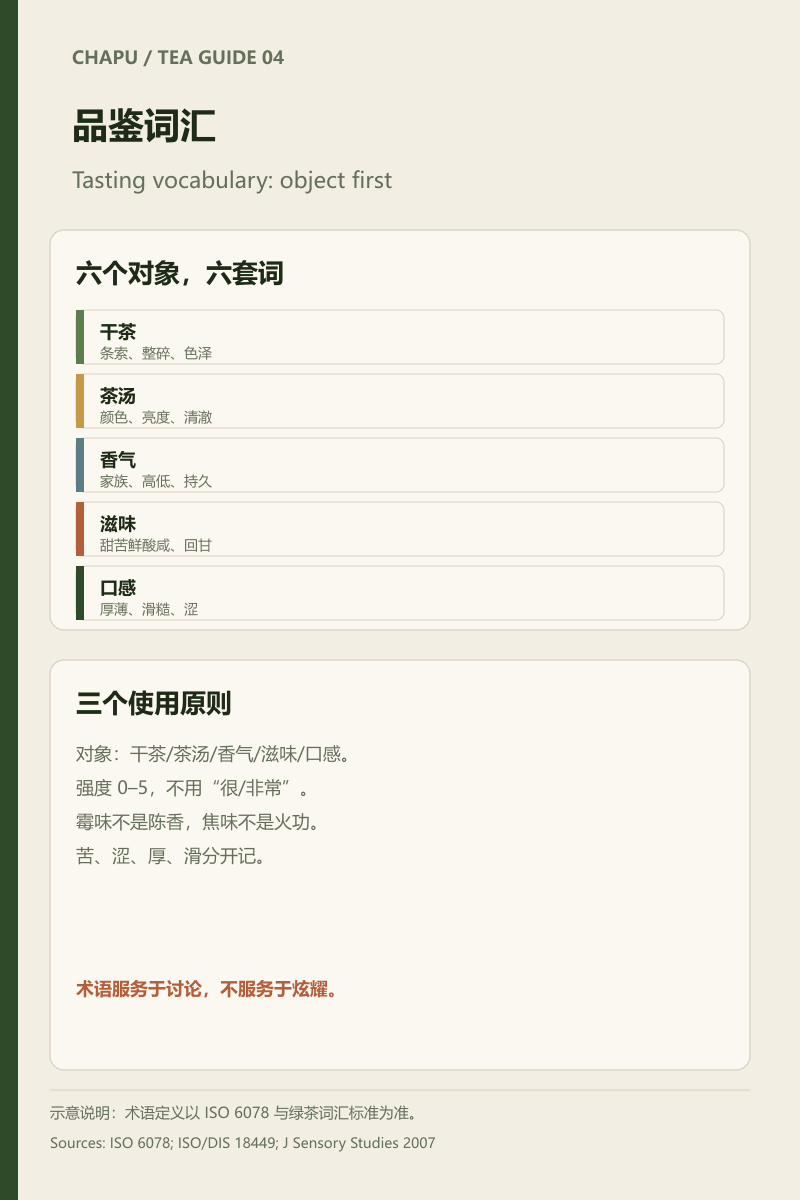 CHAPU / TEA GUIDE 04
品鉴词汇
Tasting vocabulary: object first
六个对象，六套词
干茶
条索、整碎、色泽
茶汤
颜色、亮度、清澈
香气
家族、高低、持久
滋味
甜苦鲜酸咸、回甘
口感
厚薄、滑糙、涩
三个使用原则
对象：干茶/茶汤/香气/滋味/口感。
强度 0–5，不用“很/非常”。
霉味不是陈香，焦味不是火功。
苦、涩、厚、滑分开记。
术语服务于讨论，不服务于炫耀。
示意说明：术语定义以 ISO 6078 与绿茶词汇标准为准。
Sources: ISO 6078; ISO/DIS 18449; J Sensory Studies 2007